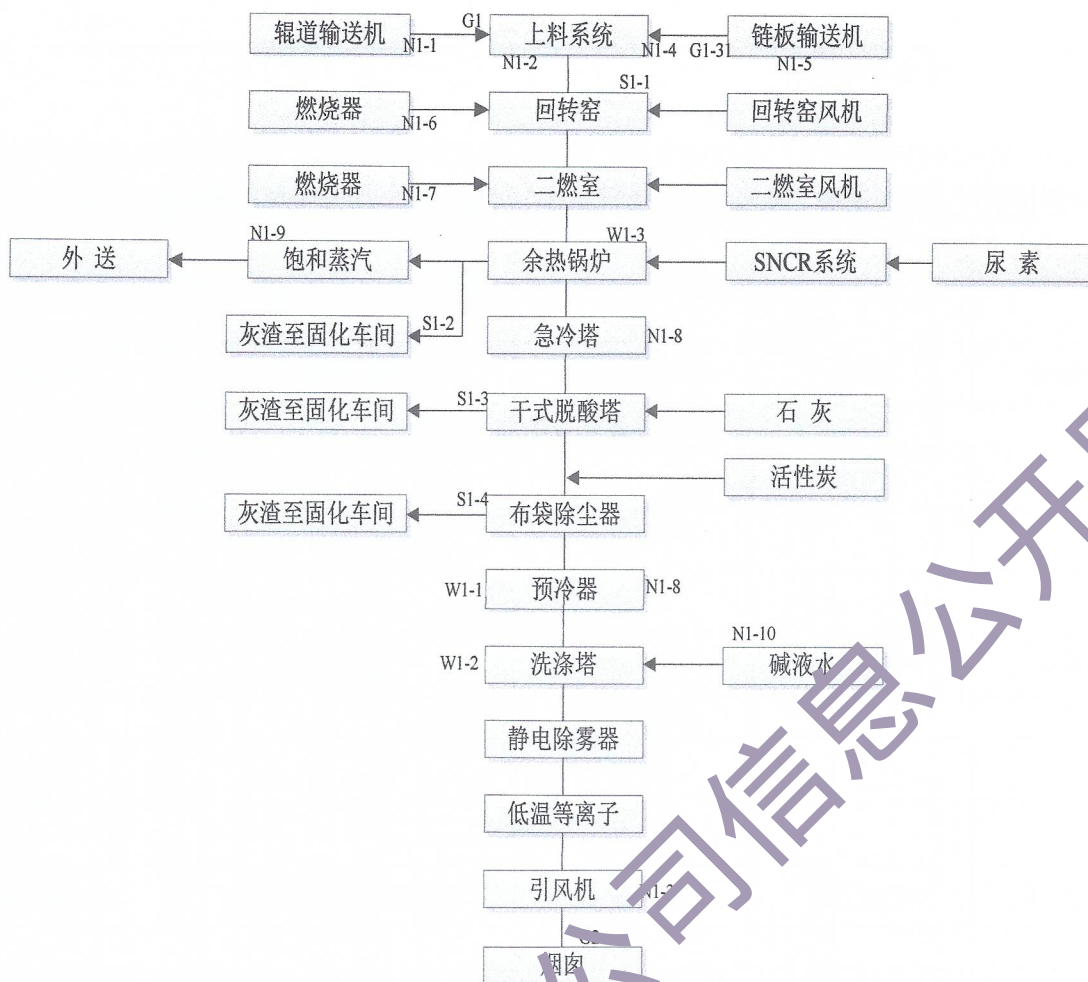 辊道输送机 G1 上料系统 链板输送机
N1-1 N1-2 N1-4 G1-31 N1-5
S1-1
燃烧器 回转窑 回转窑风机
N1-6
燃烧器 二燃室 二燃室风机
N1-7
N1-9 W1-3
外 送 饱和蒸汽 余热锅炉 SNCR系统 尿 素
灰渣至固化车间 S1-2 急冷塔 N1-8
灰渣至固化车间 S1-3 干式脱酸塔 石 灰
活性炭
灰渣至固化车间 S1-4 布袋除尘器
W1-1 预冷器 N1-8
N1-10
W1-2 洗涤塔 碱液水
静电除雾器
低温等离子
引风机
G2
烟囱
公司信息公开